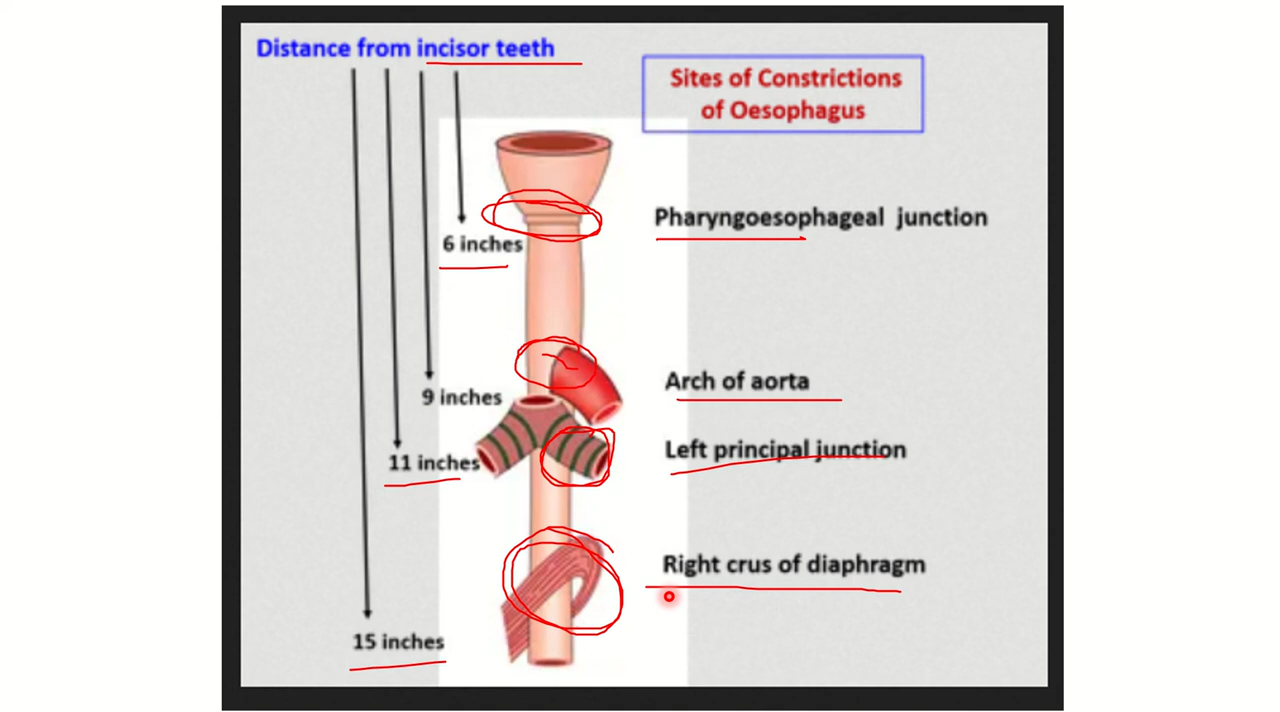 Distance from incisor teeth
Sites of Constrictions
of Oesophagus
Pharyngoesophageal junction
6 inches
Arch of aorta
9 inches
Left principal junction
11 inches
Right crus of diaphragm
15 inches